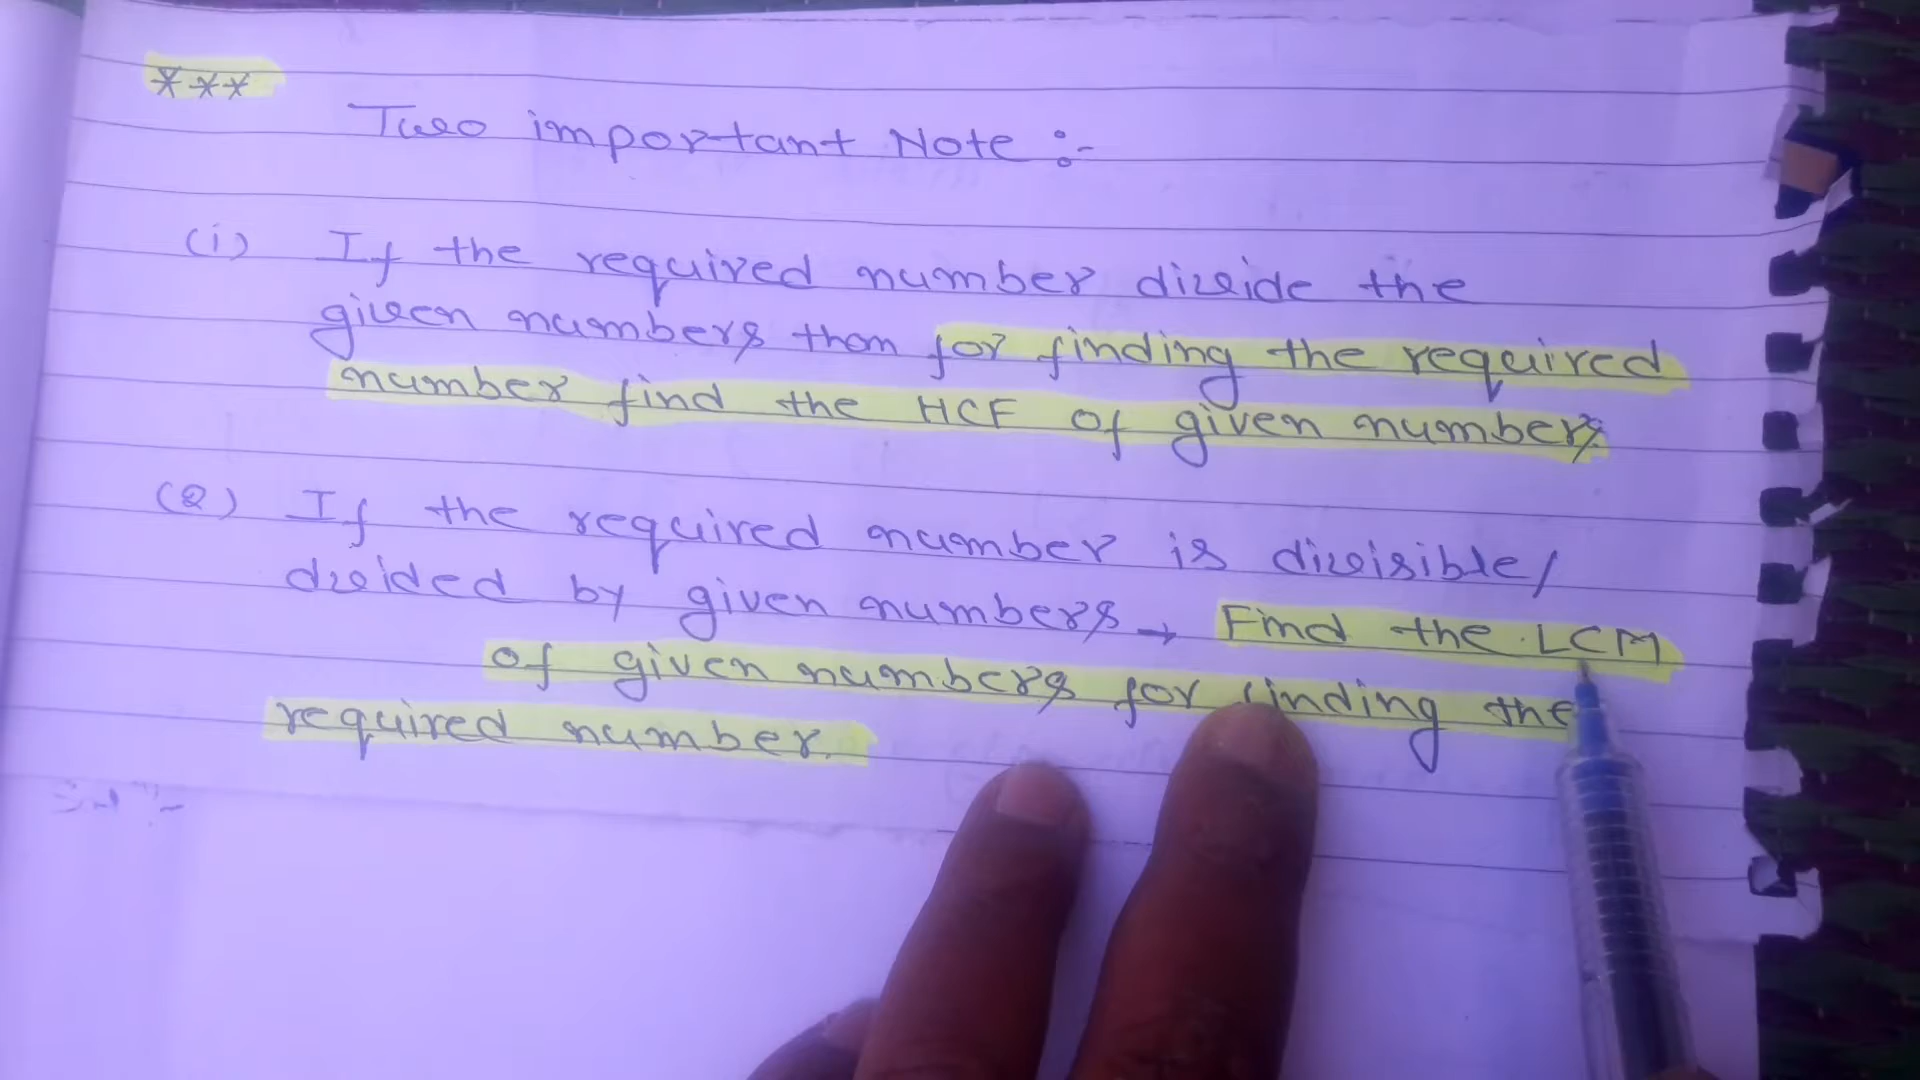 ***
Two important Note :-
(i) If the required number divide the
given numbers then for finding the required
number find the HCF of given numbers
(2) If the required number is divisible/
divided by given numbers → Find the LCM
of given numbers for finding the
required number.